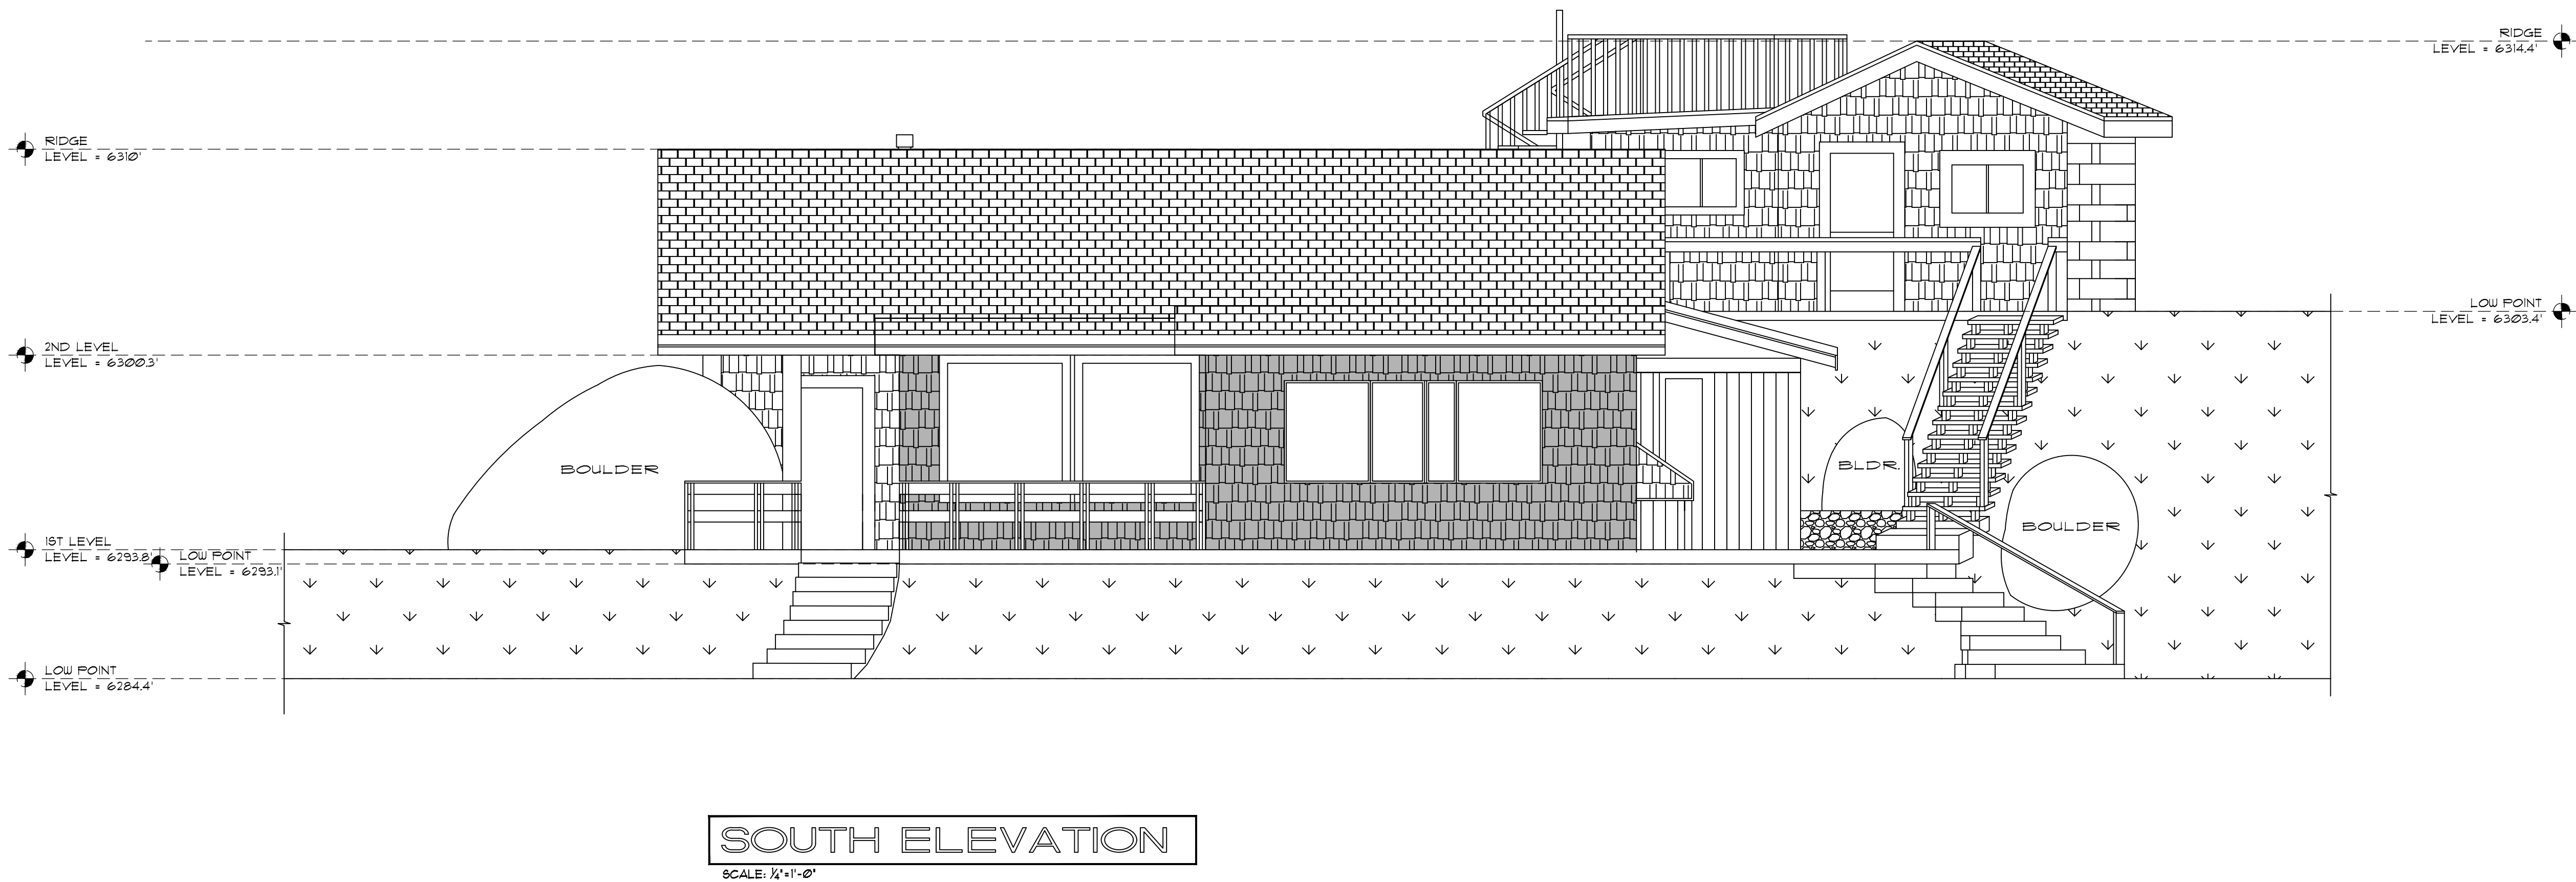 RIDGE
LEVEL = 6314.4'
RIDGE
LEVEL = 6310'
LOW POINT
LEVEL = 6303.4'
2ND LEVEL
LEVEL = 6300.3'
BOULDER
BLDR.
BOULDER
1ST LEVEL
LEVEL = 6293.8'
LOW POINT
LEVEL = 6293.1'
LOW POINT
LEVEL = 6284.4'
SOUTH ELEVATION
SCALE: 1/4"=1'-0"